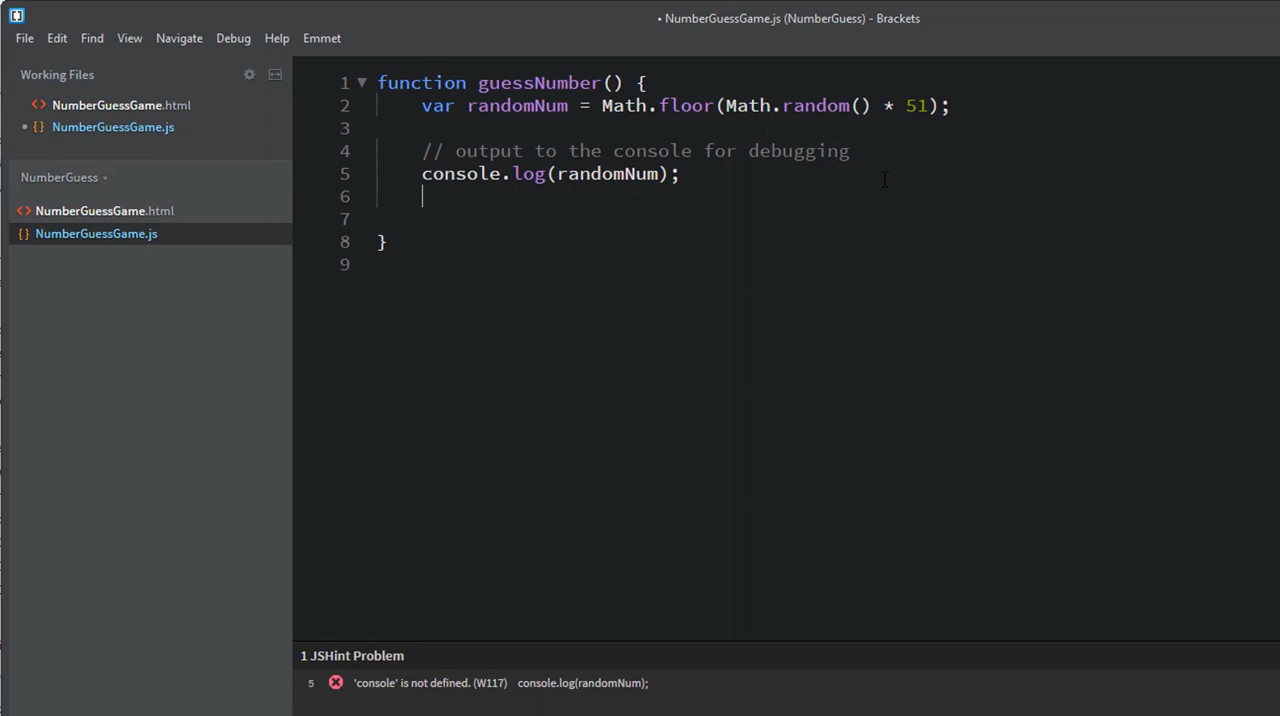 • NumberGuessGame.js (NumberGuess) - Brackets
File Edit Find View Navigate Debug Help Emmet
Working Files
<> NumberGuessGame.html
• {} NumberGuessGame.js
NumberGuess
<> NumberGuessGame.html
{} NumberGuessGame.js
1 function guessNumber() {
2 var randomNum = Math.floor(Math.random() * 51);
3
4 // output to the console for debugging
5 console.log(randomNum);
6
7
8 }
9
1 JSHint Problem
5 'console' is not defined. (W117) console.log(randomNum);